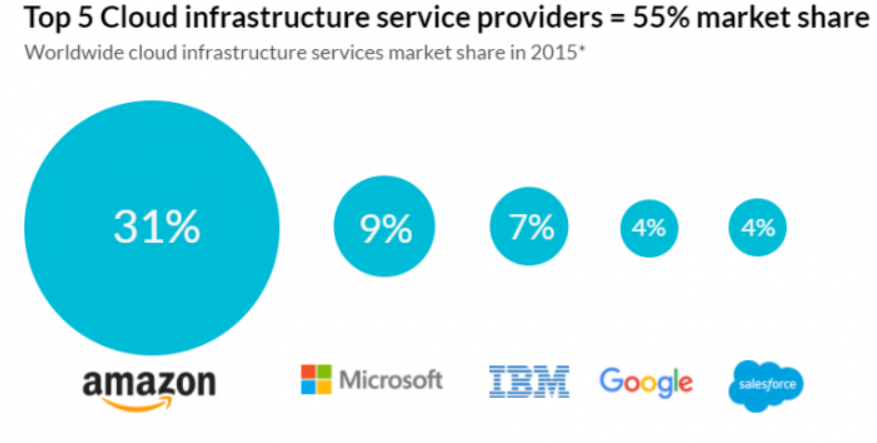 Top 5 Cloud infrastructure service providers = 55% market share
Worldwide cloud infrastructure services market share in 2015*
31% 9% 7% 4% 4%
amazon Microsoft IBM Google salesforce